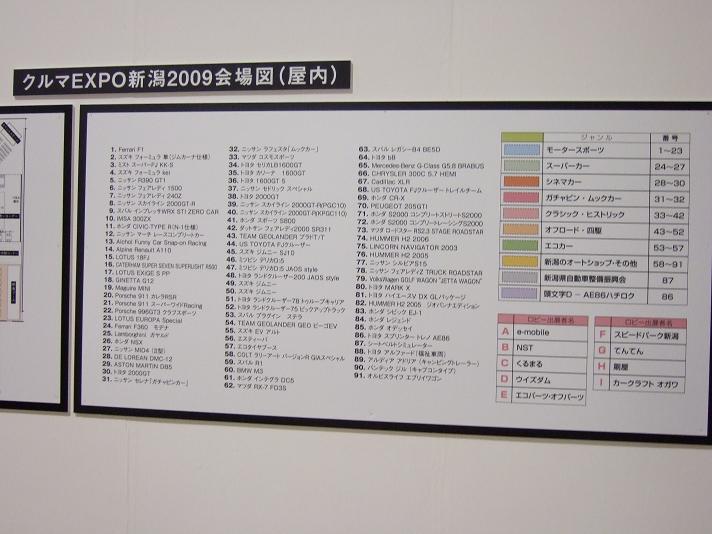 クルマEXPO新潟2009会場図(屋内)
1. Ferrari F1
2. スズキ フォーミュラ 隼(ジムカーナ仕様)
3. ミスト スーパーFJ KK-S
4. スズキ フォーミュラ kei
5. ニッサン R390 GT1
6. ニッサン フェアレディ 1500
7. ニッサン フェアレディ 240Z
8. ニッサン スカイライン 2000GT-R
9. スバル インプレッサWRX STI ZERO CAR
10. IMSA 300ZX
11. ホンダ CIVIC-TYPE R(N-1仕様)
12. ニッサン マーチ レースコンプリートカー
13. Alchol Funny Car Snap-on Racing
14. Alpine Renault A110
15. LOTUS 18FJ
16. CATERHAM SUPER SEVEN SUPERLIGHT R500
17. LOTUS EXIGE S PP
18. GINETTA G12
19. Maguire MINI
20. Porsche 911 カレラRSR
21. Porsche 911 スーパーワイドRacing
22. Porsche 996GT3 クラブスポーツ
23. LOTUS EUROPA Special
24. Ferrari F360 モデナ
25. Lamborghini ガヤルド
26. ホンダ NSX
27. ニッサン MID4 (II型)
28. DE LOREAN DMC-12
29. ASTON MARTIN DB5
30. トヨタ 2000GT
31. ニッサン セレナ「ガチャピンカー」
32. ニッサン ラフェスタ「ムックカー」
33. マツダ コスモスポーツ
34. トヨタ セリカLB1600GT
35. トヨタ カリーナ 1600GT
36. トヨタ 1600GT 5
37. ニッサン セドリック スペシャル
38. トヨタ 2000GT
39. ニッサン スカイライン 2000GT-R(PGC10)
40. ニッサン スカイライン 2000GT-R(KPGC110)
41. ホンダ スポーツ S800
42. ダットサン フェアレディ2000 SR311
43. TEAM GEOLANDER プラドT/T
44. US TOYOTA FJクルーザー
45. スズキ ジムニー SJ10
46. ミツビシ デリカD:5
47. ミツビシ デリカD:5 JAOS style
48. トヨタ ランドクルーザー200 JAOS style
49. スズキ ジムニー
50. スズキ ジムニー
51. トヨタ ランドクルーザー78トゥループキャリア
52. トヨタ ランドクルーザー75 ピックアップトラック
53. スバル プラグイン ステラ
54. TEAM GEOLANDER GEO ビーゴEV
55. スズキ EV アルト
56. エスティーバ
57. エコタイヤブース
58. COLT ラリーアート バージョンR GIAスペシャル
59. スバル R1
60. BMW M3
61. ホンダ インテグラ DC5
62. マツダ RX-7 FD3S
63. スバル レガシーB4 BE5D
64. トヨタ bB
65. Mercedes-Benz G-Class G5.8 BRABUS
66. CHRYSLER 300C 5.7 HEMI
67. Cadillac XLR
68. US TOYOTA FJクルーザートレイルチーム
69. ホンダ CR-X
70. PEUGEOT 205GTI
71. ホンダ S2000 コンプリートストリートS2000
72. ホンダ S2000 コンプリートレーシングS2000
73. マツダ ロードスター RS2.3 STAGE ROADSTAR
74. HUMMER H2 2006
75. LINCORN NAVIGATOR 2003
76. HUMMER H2 2005
77. ニッサン シルビアS15
78. ニッサン フェアレディZ TRUCK ROADSTAR
79. VolksWagen GOLF WAGON "JETTA WAGON"
80. トヨタ MARK X
81. トヨタ ハイエースV DX GLパッケージ
82. HUMMER H2 2005 ジオバンナエディション
83. ホンダ シビック EJ-1
84. ホンダ レジェンド
85. ホンダ オデッセイ
86. トヨタ スプリンター トレノ AE86
87. シートベルトシミュレーター
88. トヨタ アルファード(福祉車両)
89. アルディア アドリア(キャンピングトレーラー)
90. バンテック ジル(キャブコンタイプ)
91. オルビスライフ エブリイワゴン
ジャンル 番号
モータースポーツ 1~23
スーパーカー 24~27
シネマカー 28~30
ガチャピン・ムックカー 31~32
クラシック・ヒストリック 33~42
オフロード・四駆 43~52
エコカー 53~57
新潟のオートショップ・その他 58~91
新潟県自動車整備振興会 87
頭文字D-AE86ハチロク 86
ロビー出展者名
A e-mobile
B NST
C くるまる
D ウイズダム
E エコパーツ・オフパーツ
ロビー出展者名
F スピードパーク新潟
G てんてん
H 刷屋
I カークラフト オガワ